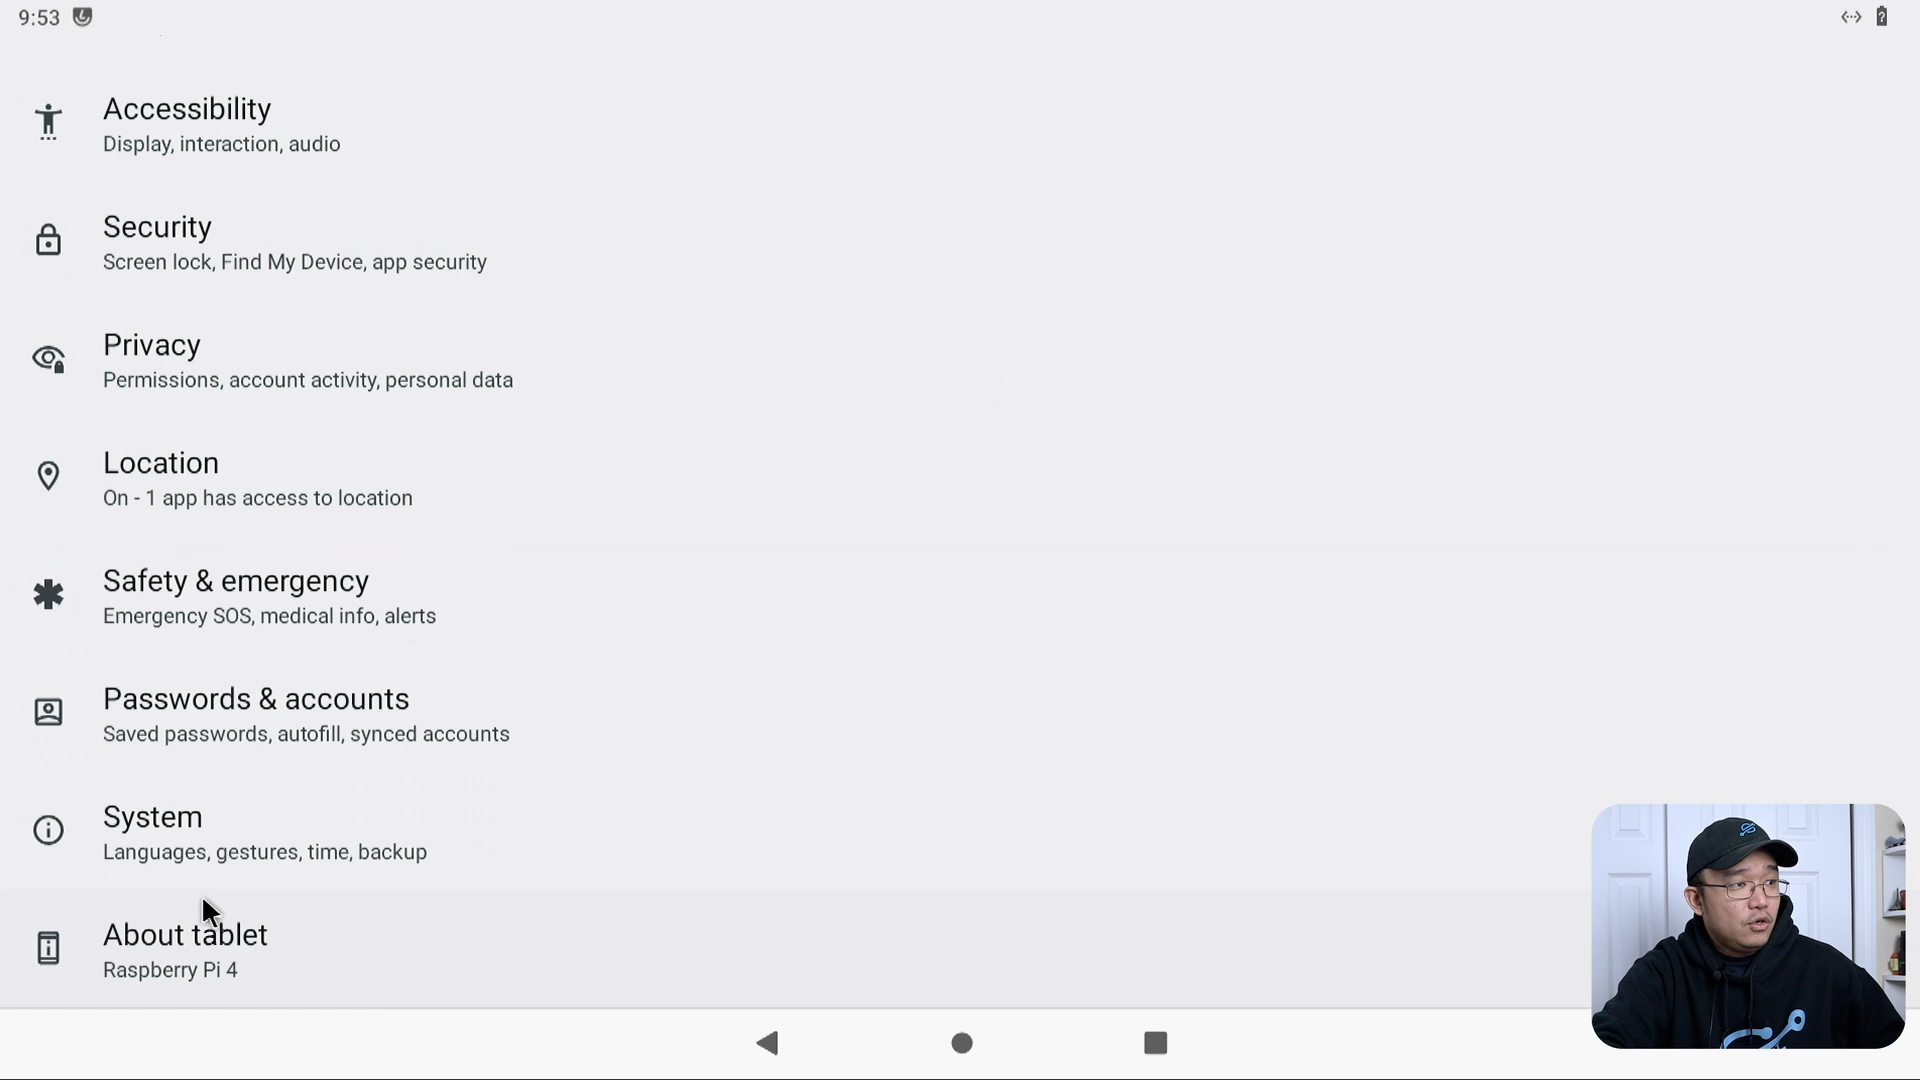 9:53
Accessibility
Display, interaction, audio
Security
Screen lock, Find My Device, app security
Privacy
Permissions, account activity, personal data
Location
On - 1 app has access to location
Safety & emergency
Emergency SOS, medical info, alerts
Passwords & accounts
Saved passwords, autofill, synced accounts
System
Languages, gestures, time, backup
About tablet
Raspberry Pi 4